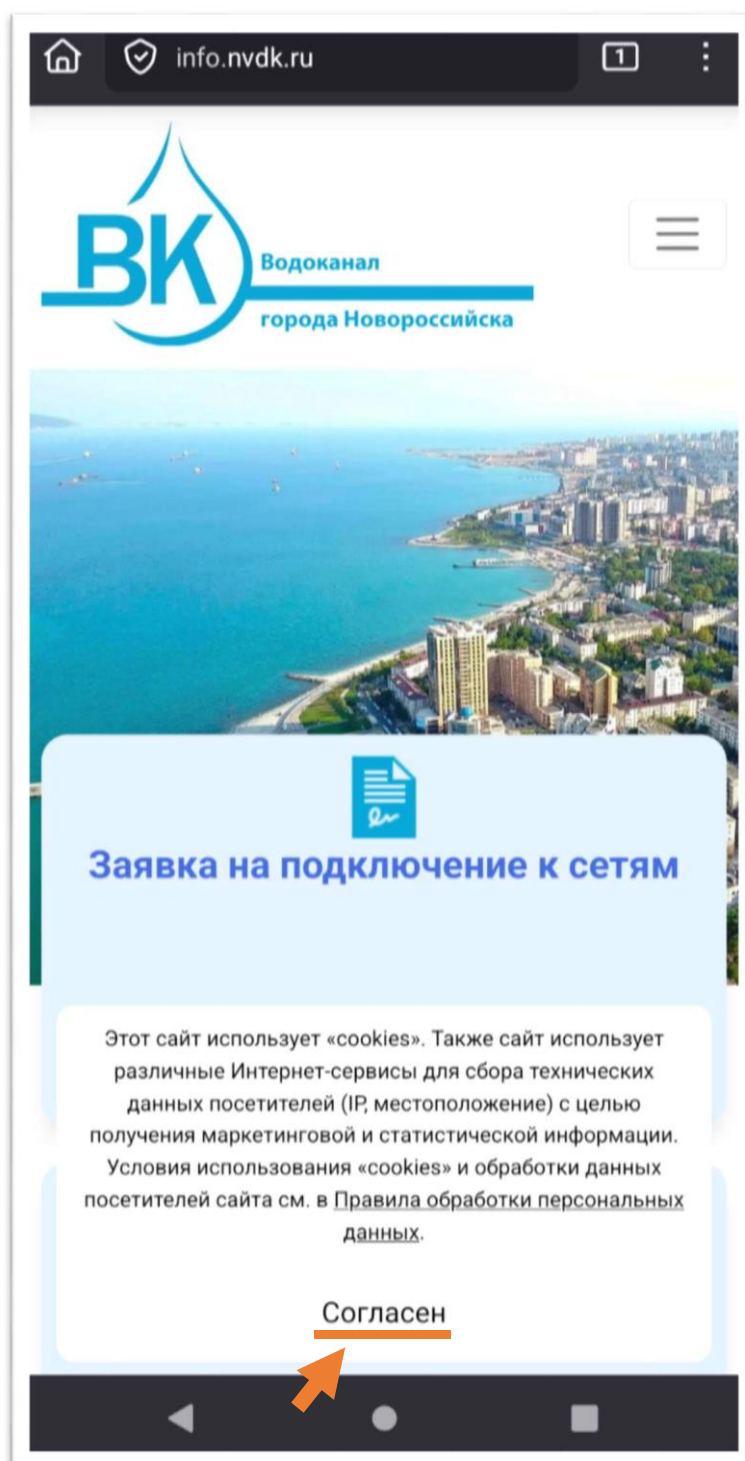 info.nvdk.ru
1
ВК
Водоканал
города Новороссийска
Заявка на подключение к сетям
Этот сайт использует «cookies». Также сайт использует
различные Интернет-сервисы для сбора технических
данных посетителей (IP, местоположение) с целью
получения маркетинговой и статистической информации.
Условия использования «cookies» и обработки данных
посетителей сайта см. в Правила обработки персональных
данных.
Согласен